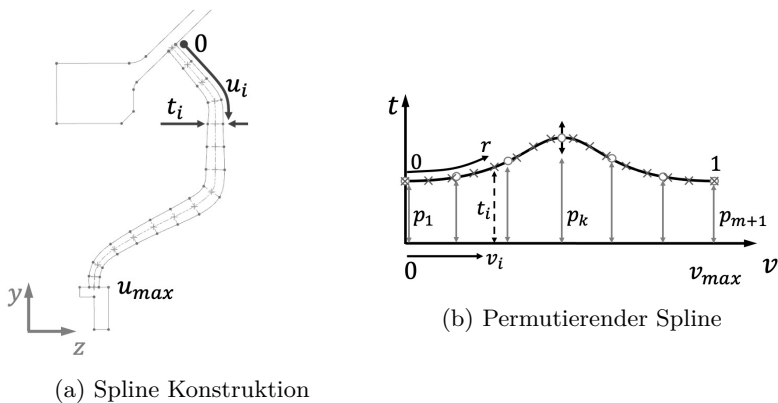 0
u_i
t_i
u_max
y
z
(a) Spline Konstruktion
t
0
r
1
p_1
t_i
p_k
p_{m+1}
0
v_i
v_max
v
(b) Permutierender Spline